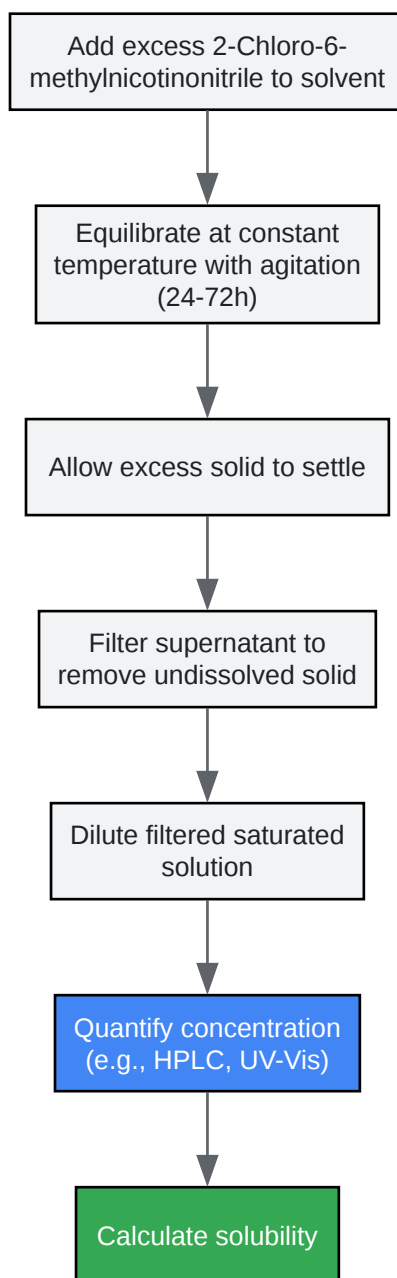 Add excess 2-Chloro-6-
methylnicotinonitrile to solvent
Equilibrate at constant
temperature with agitation
(24-72h)
Allow excess solid to settle
Filter supernatant to
remove undissolved solid
Dilute filtered saturated
solution
Quantify concentration
(e.g., HPLC, UV-Vis)
Calculate solubility